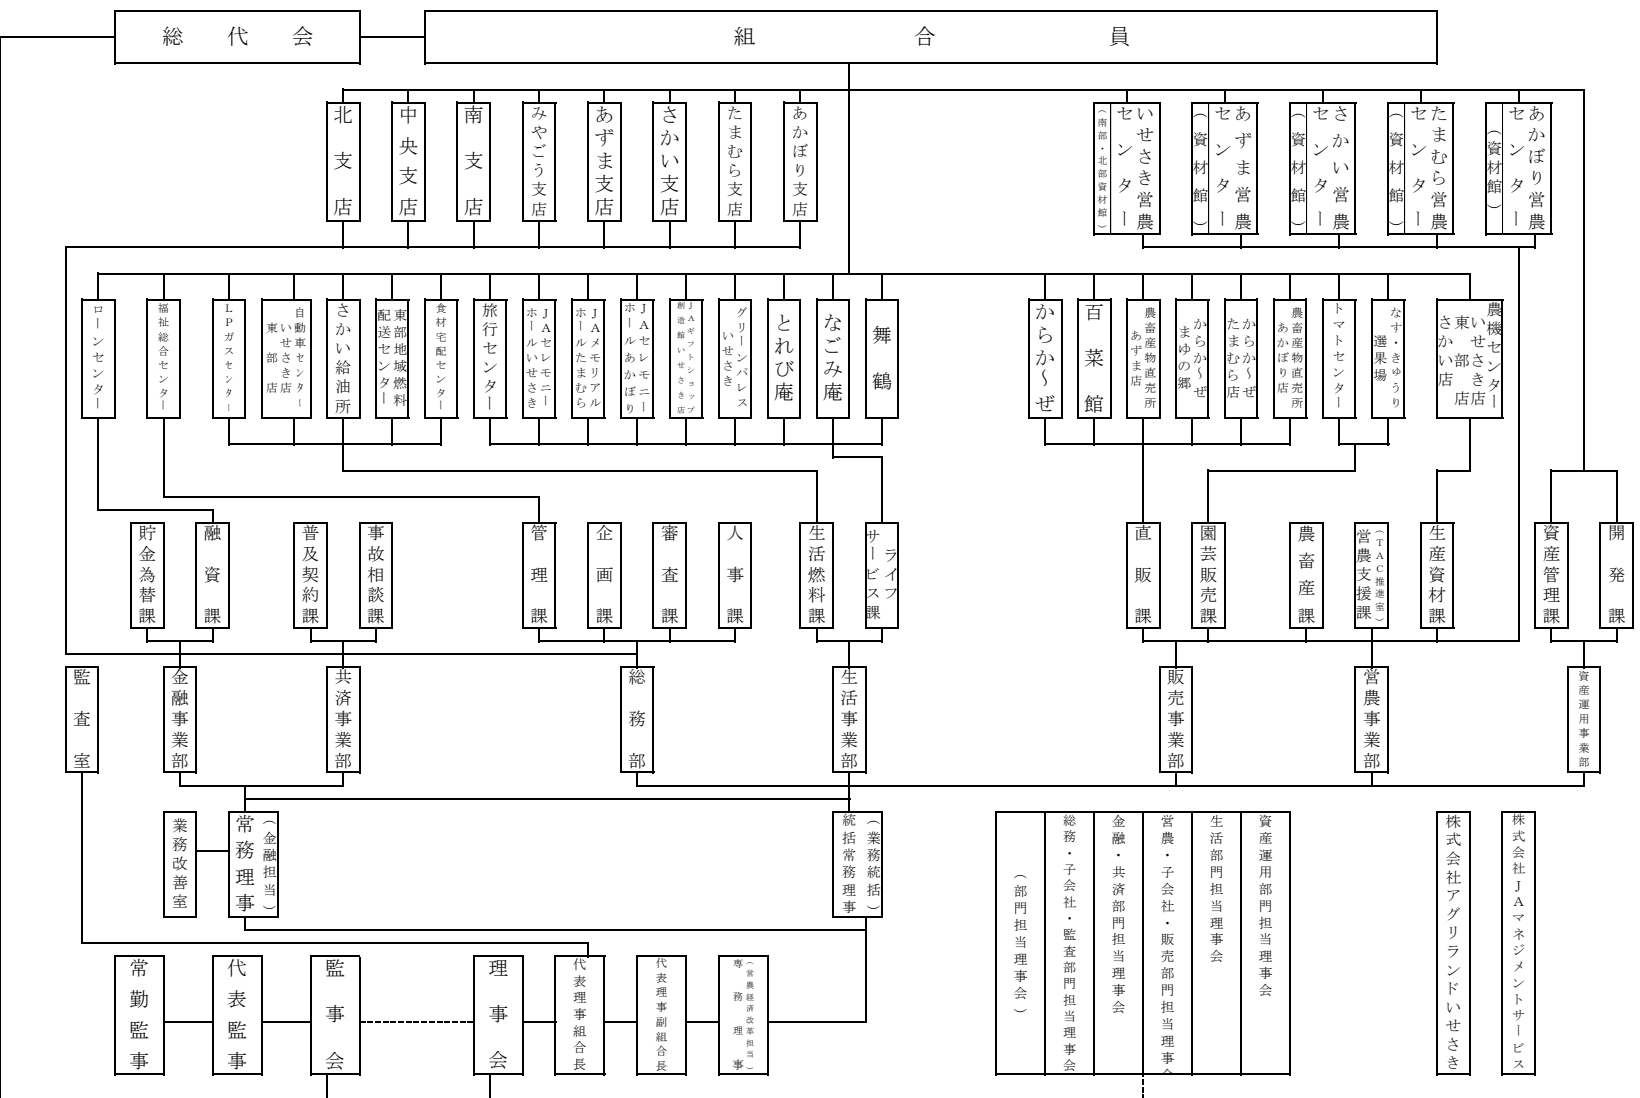 総代会
組合員
北支店
中央支店
南支店
みやごう支店
あずま支店
さかい支店
たまむら支店
あかぼり支店
いせさき営農
センター
（南部・北部資材館）
あずま営農
センター
（資材館）
さかい営農
センター
（資材館）
たまむら営農
センター
（資材館）
あかぼり営農
センター
（資材館）
ローンセンター
福祉総合センター
LPガスセンター
自動車センター
いせさき店
東部店
さかい給油所
東部地域燃料
配送センター
食材宅配センター
旅行センター
JAセレモニー
ホールいせさき
JAメモリアル
ホールたまむら
JAセレモニー
ホールあかぼり
JAギフトショップ
創造館いせさき店
グリーンパレス
いせさき
とれび庵
なごみ庵
舞鶴
からか～ぜ
百菜館
農畜産物直売所
あずま店
からか～ぜ
まゆの郷
からか～ぜ
たまむら店
農畜産物直売所
あかぼり店
トマトセンター
なす・きゅうり
選果場
農機センター
いせさき店
東部店
さかい店
貯金為替課
融資課
普及契約課
事故相談課
管理課
企画課
審査課
人事課
生活燃料課
ライフ
サービス課
直販課
園芸販売課
農畜産課
（TAC推進室）
営農支援課
生産資材課
資産管理課
開発課
監査室
金融事業部
共済事業部
総務部
生活事業部
販売事業部
営農事業部
資産運用事業部
業務改善室
（金融担当）
常務理事
（業務統括）
統括常務理事
（部門担当理事会）
総務・子会社・監査部門担当理事会
金融・共済部門担当理事会
営農・子会社・販売部門担当理事会
生活部門担当理事会
資産運用部門担当理事会
株式会社アグリランドいせさき
株式会社JAマネジメントサービス
常勤監事
代表監事
監事会
理事会
代表理事組合長
代表理事副組合長
（営農経済改革担当）
専務理事